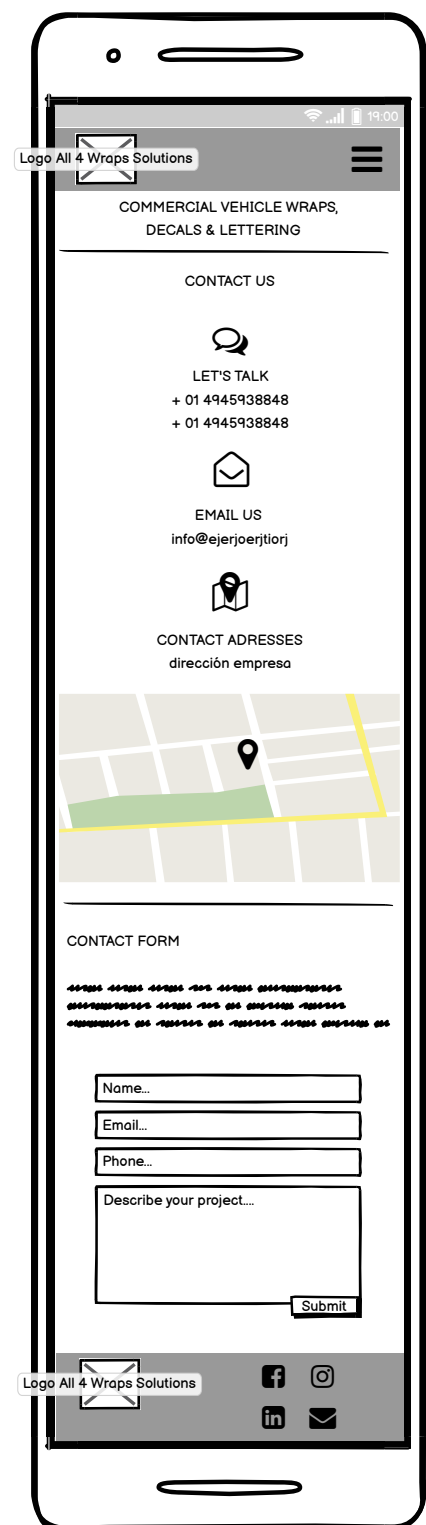 19:00
Logo All 4 Wraps Solutions
COMMERCIAL VEHICLE WRAPS,
DECALS & LETTERING
CONTACT US
LET'S TALK
+ 01 4945938848
+ 01 4945938848
EMAIL US
info@ejerjoerjtiorj
CONTACT ADRESSES
dirección empresa
CONTACT FORM
Name...
Email...
Phone...
Describe your project....
Submit
Logo All 4 Wraps Solutions